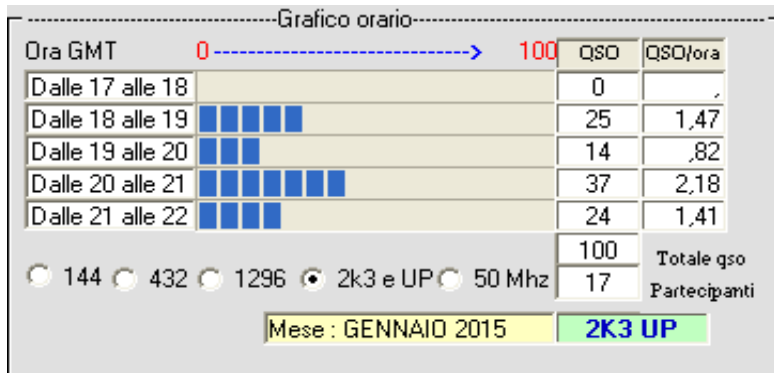 Grafico orario
Ora GMT 0 100 QSO QSO/ora
Dalle 17 alle 18 0 ,
Dalle 18 alle 19 25 1,47
Dalle 19 alle 20 14 ,82
Dalle 20 alle 21 37 2,18
Dalle 21 alle 22 24 1,41
100 Totale qso
144 432 1296 2k3 e UP 50 Mhz 17 Partecipanti
Mese : GENNAIO 2015 2K3 UP